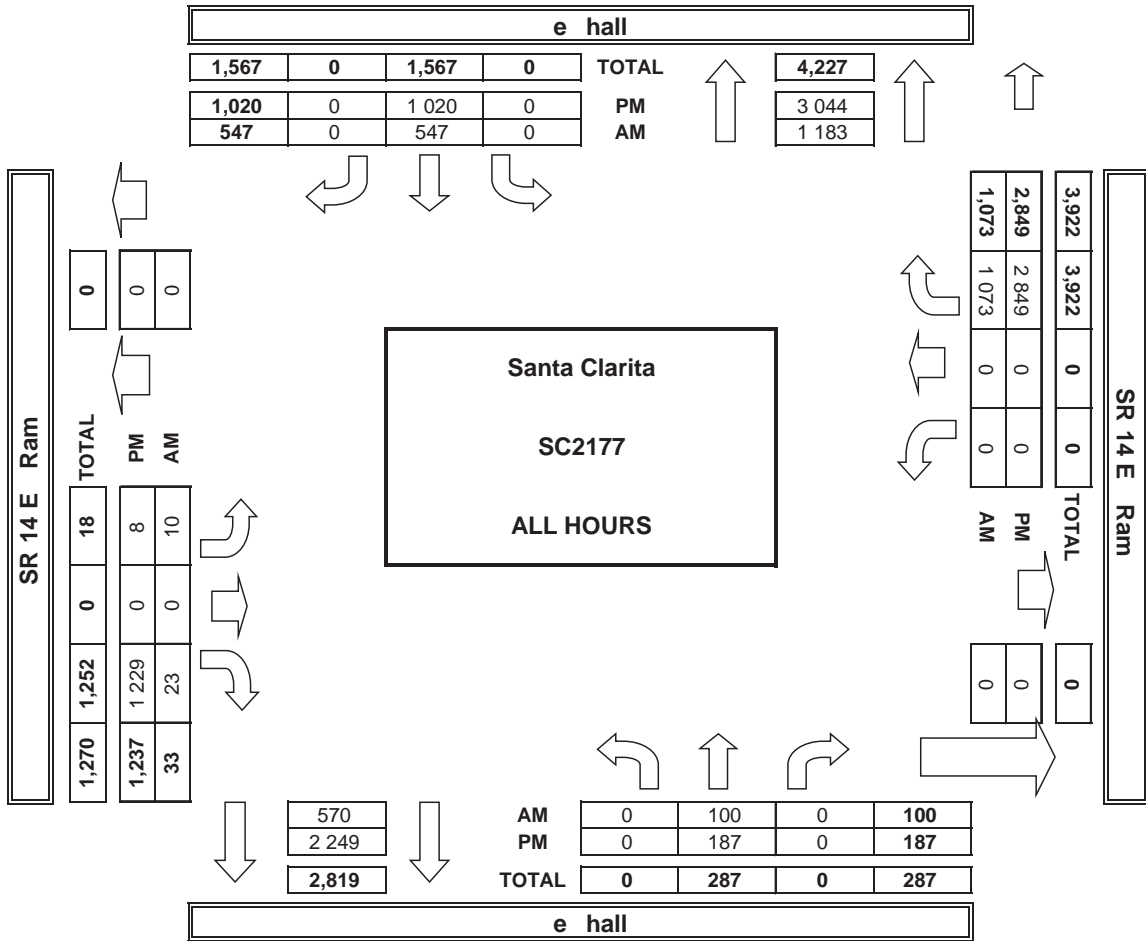 e hall
1,567 0 1,567 0 TOTAL 4,227
1,020 0 1 020 0 PM 3 044
547 0 547 0 AM 1 183
SR 14 E Ram
0 0 0
TOTAL PM AM
18 8 10
0 0 0
1,252 1 229 23
1,270 1,237 33
Santa Clarita
SC2177
ALL HOURS
1,073 2,849 3,922
1 073 2 849 3,922
0 0 0
0 0 0
AM PM TOTAL
0 0 0
SR 14 E Ram
570 AM 0 100 0 100
2 249 PM 0 187 0 187
2,819 TOTAL 0 287 0 287
e hall